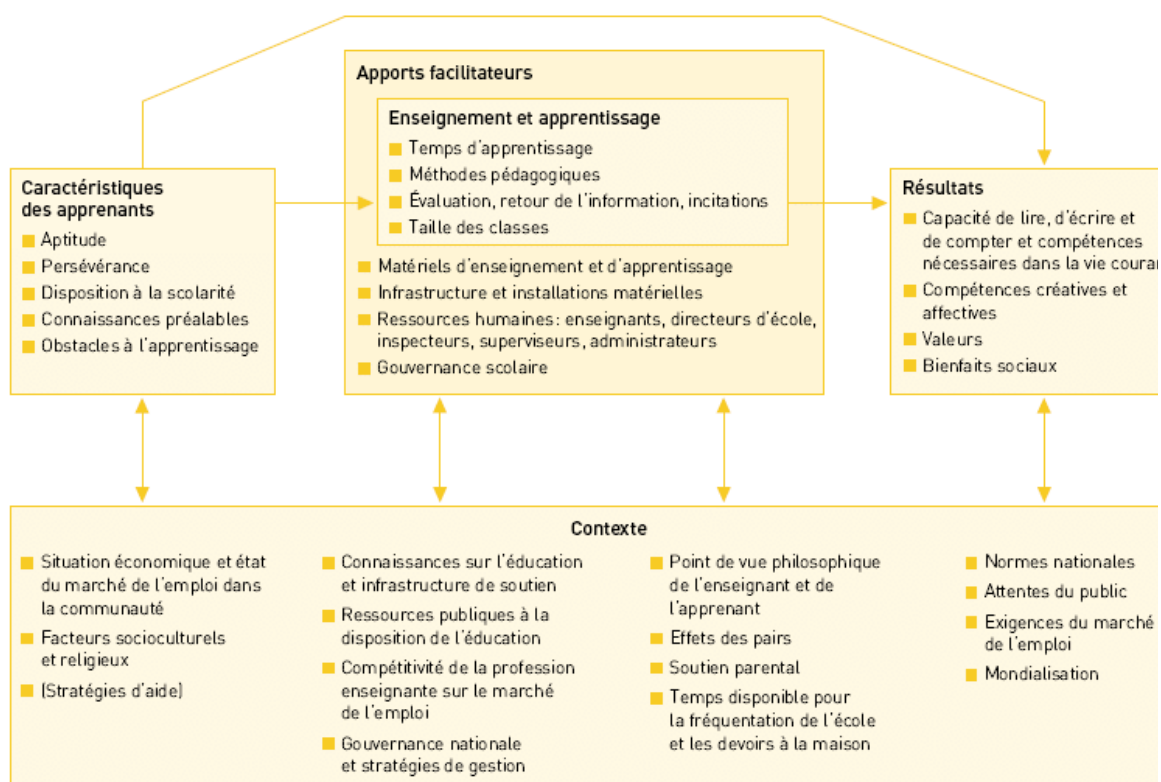 Apports facilitateurs
Enseignement et apprentissage
Temps d'apprentissage
Méthodes pédagogiques
Évaluation, retour de l'information, incitations
Taille des classes
Matériels d'enseignement et d'apprentissage
Infrastructure et installations matérielles
Ressources humaines: enseignants, directeurs d'école,
inspecteurs, superviseurs, administrateurs
Gouvernance scolaire
Caractéristiques
des apprenants
Aptitude
Persévérance
Disposition à la scolarité
Connaissances préalables
Obstacles à l'apprentissage
Résultats
Capacité de lire, d'écrire et
de compter et compétences
nécessaires dans la vie couran
Compétences créatives et
affectives
Valeurs
Bienfaits sociaux
Contexte
Situation économique et état
du marché de l'emploi dans
la communauté
Facteurs socioculturels
et religieux
(Stratégies d'aide)
Connaissances sur l'éducation
et infrastructure de soutien
Ressources publiques à la
disposition de l'éducation
Compétitivité de la profession
enseignante sur le marché
de l'emploi
Gouvernance nationale
et stratégies de gestion
Point de vue philosophique
de l'enseignant et de
l'apprenant
Effets des pairs
Soutien parental
Temps disponible pour
la fréquentation de l'école
et les devoirs à la maison
Normes nationales
Attentes du public
Exigences du marché
de l'emploi
Mondialisation